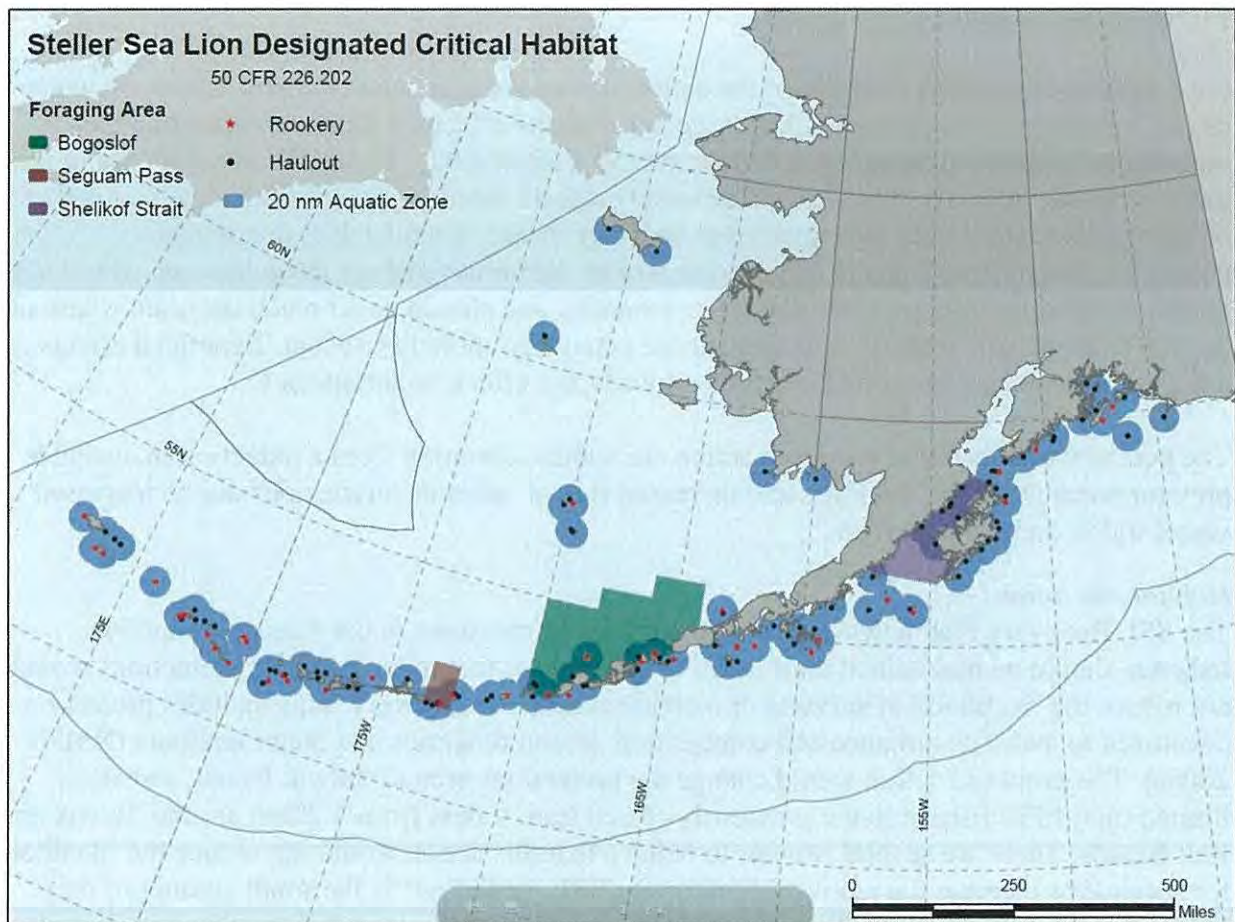 Steller Sea Lion Designated Critical Habitat
50 CFR 226.202
Foraging Area
Bogoslof
Seguam Pass
Shelikof Strait
Rookery
Haulout
20 nm Aquatic Zone
60N
55N
175E
175W
165W
155W
0 250 500
Miles